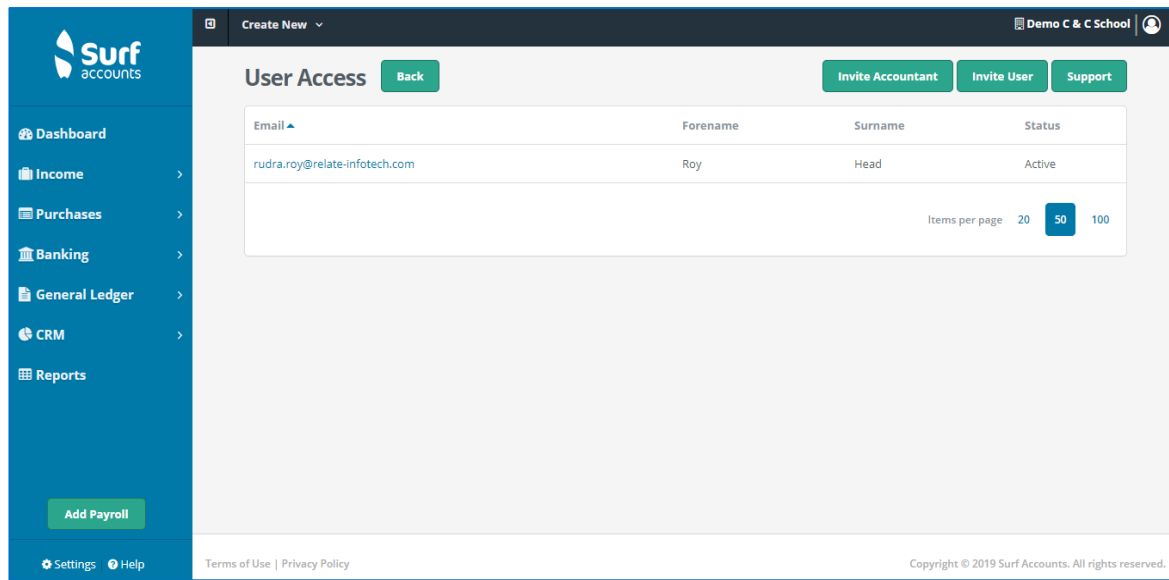 Surf
accounts
Create New
Demo C & C School
User Access
Back
Invite Accountant
Invite User
Support
Email
Forename
Surname
Status
rudra.roy@relate-infotech.com
Roy
Head
Active
Items per page
20
50
100
Dashboard
Income
Purchases
Banking
General Ledger
CRM
Reports
Add Payroll
Settings
Help
Terms of Use | Privacy Policy
Copyright © 2019 Surf Accounts. All rights reserved.